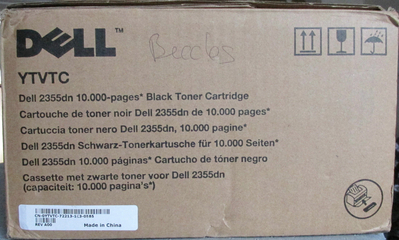 DELL
YTVTC
Dell 2355dn 10.000-pages* Black Toner Cartridge
Cartouche de toner noir Dell 2355dn de 10.000 pages*
Cartuccia toner nero Dell 2355dn, 10.000 pagine*
Dell 2355dn Schwarz-Tonerkartusche für 10.000 Seiten*
Dell 2355dn 10.000 páginas* Cartucho de tóner negro
Cassette met zwarte toner voor Dell 2355dn
(capaciteit: 10.000 pagina's*)
REV A00 Made in China